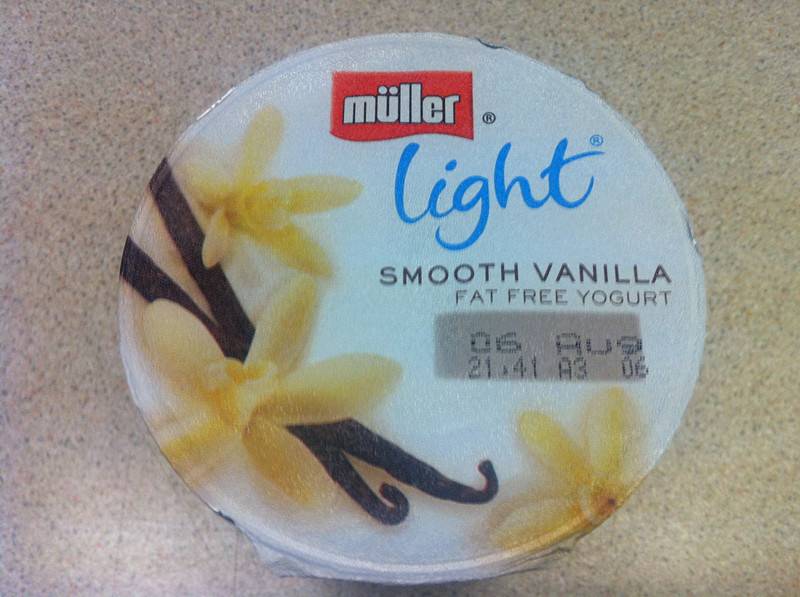 müller ®
light ®
SMOOTH VANILLA
FAT FREE YOGURT
06 Aug
21:41 A3 06